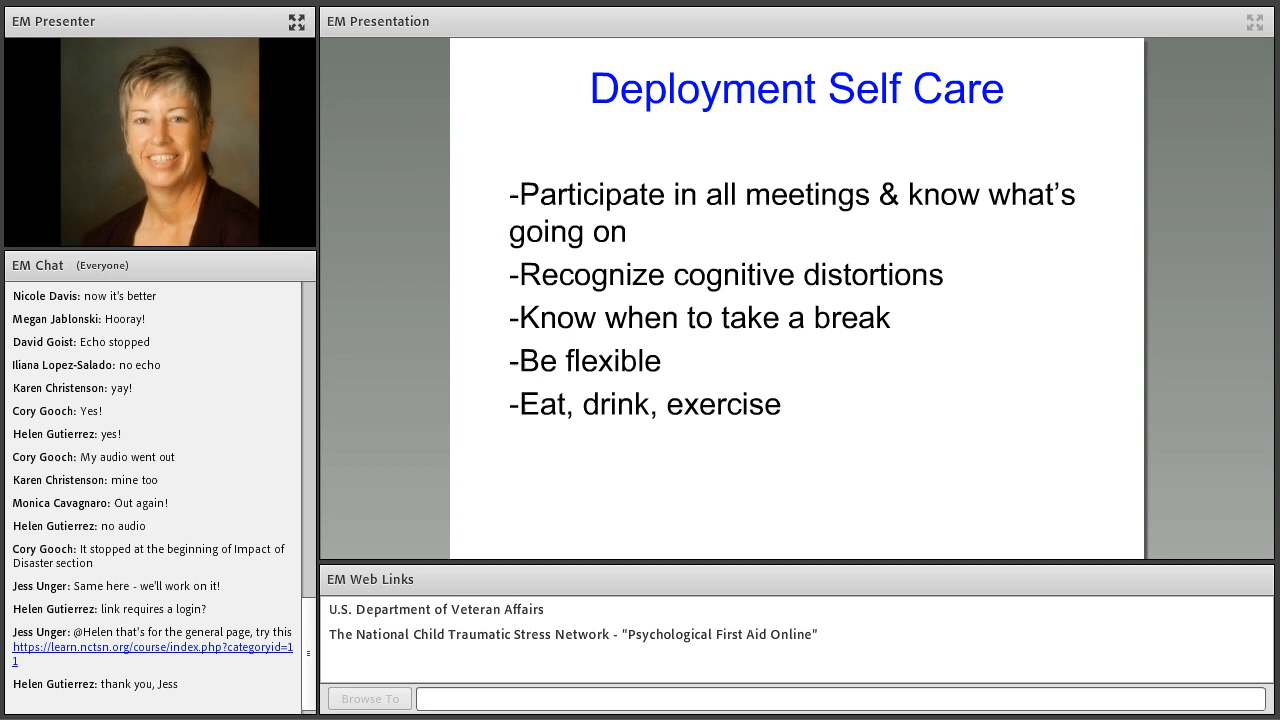 EM Presenter
EM Chat (Everyone)
Nicole Davis: now it's better
Megan Jablonski: Hooray!
David Goist: Echo stopped
Iliana Lopez-Salado: no echo
Karen Christenson: yay!
Cory Gooch: Yes!
Helen Gutierrez: yes!
Cory Gooch: My audio went out
Karen Christenson: mine too
Monica Cavagnaro: Out again!
Helen Gutierrez: no audio
Cory Gooch: It stopped at the beginning of Impact of
Disaster section
Jess Unger: Same here - we'll work on it!
Helen Gutierrez: link requires a login?
Jess Unger: @Helen that's for the general page, try this
https://learn.nctsn.org/course/index.php?categoryid=1
1
Helen Gutierrez: thank you, Jess
EM Presentation
Deployment Self Care
-Participate in all meetings & know what’s
going on
-Recognize cognitive distortions
-Know when to take a break
-Be flexible
-Eat, drink, exercise
EM Web Links
U.S. Department of Veteran Affairs
The National Child Traumatic Stress Network - "Psychological First Aid Online"
Browse To